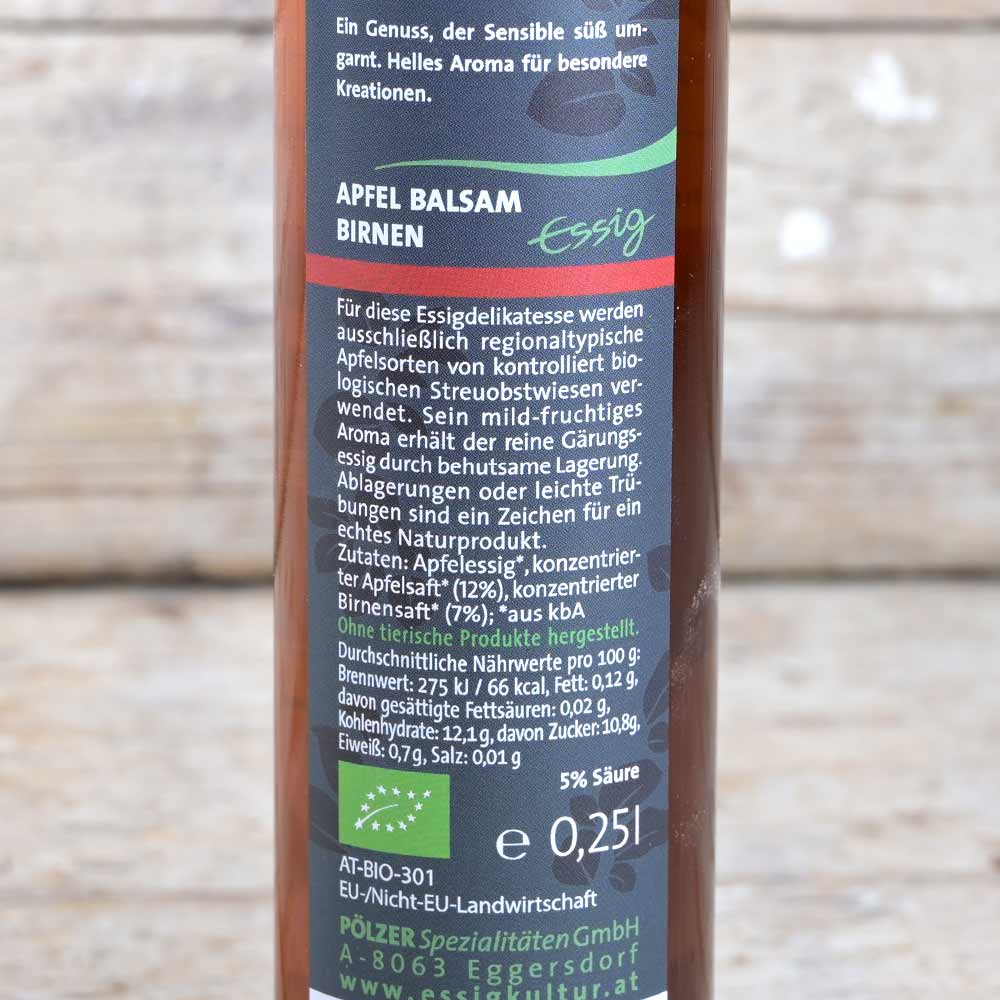 Ein Genuss, der Sensible süß um-
garnt. Helles Aroma für besondere
Kreationen.
APFEL BALSAM
BIRNEN
Essig
Für diese Essigdelikatesse werden
ausschließlich regionaltypische
Apfelsorten von kontrolliert bio-
logischen Streuobstwiesen ver-
wendet. Sein mild-fruchtiges
Aroma erhält der reine Gärungs-
essig durch behutsame Lagerung.
Ablagerungen oder leichte Trü-
bungen sind ein Zeichen für ein
echtes Naturprodukt.
Zutaten: Apfelessig*, konzentrier-
ter Apfelsaft* (12%), konzentrierter
Birnensaft* (7%); *aus kbA
Ohne tierische Produkte hergestellt.
Durchschnittliche Nährwerte pro 100 g:
Brennwert: 275 kJ / 66 kcal, Fett: 0,12 g,
davon gesättigte Fettsäuren: 0,02 g,
Kohlenhydrate: 12,1 g, davon Zucker: 10,8g,
Eiweiß: 0,7 g, Salz: 0,01 g
5% Säure
e 0,25l
AT-BIO-301
EU-/Nicht-EU-Landwirtschaft
PÖLZER Spezialitäten GmbH
A-8063 Eggersdorf
www.essigkultur.at